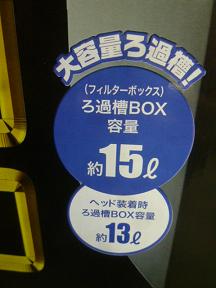 大容量ろ過槽!
(フィルターボックス)
ろ過槽BOX
容量
約15ℓ
ヘッド装着時
ろ過槽BOX容量
約13ℓ